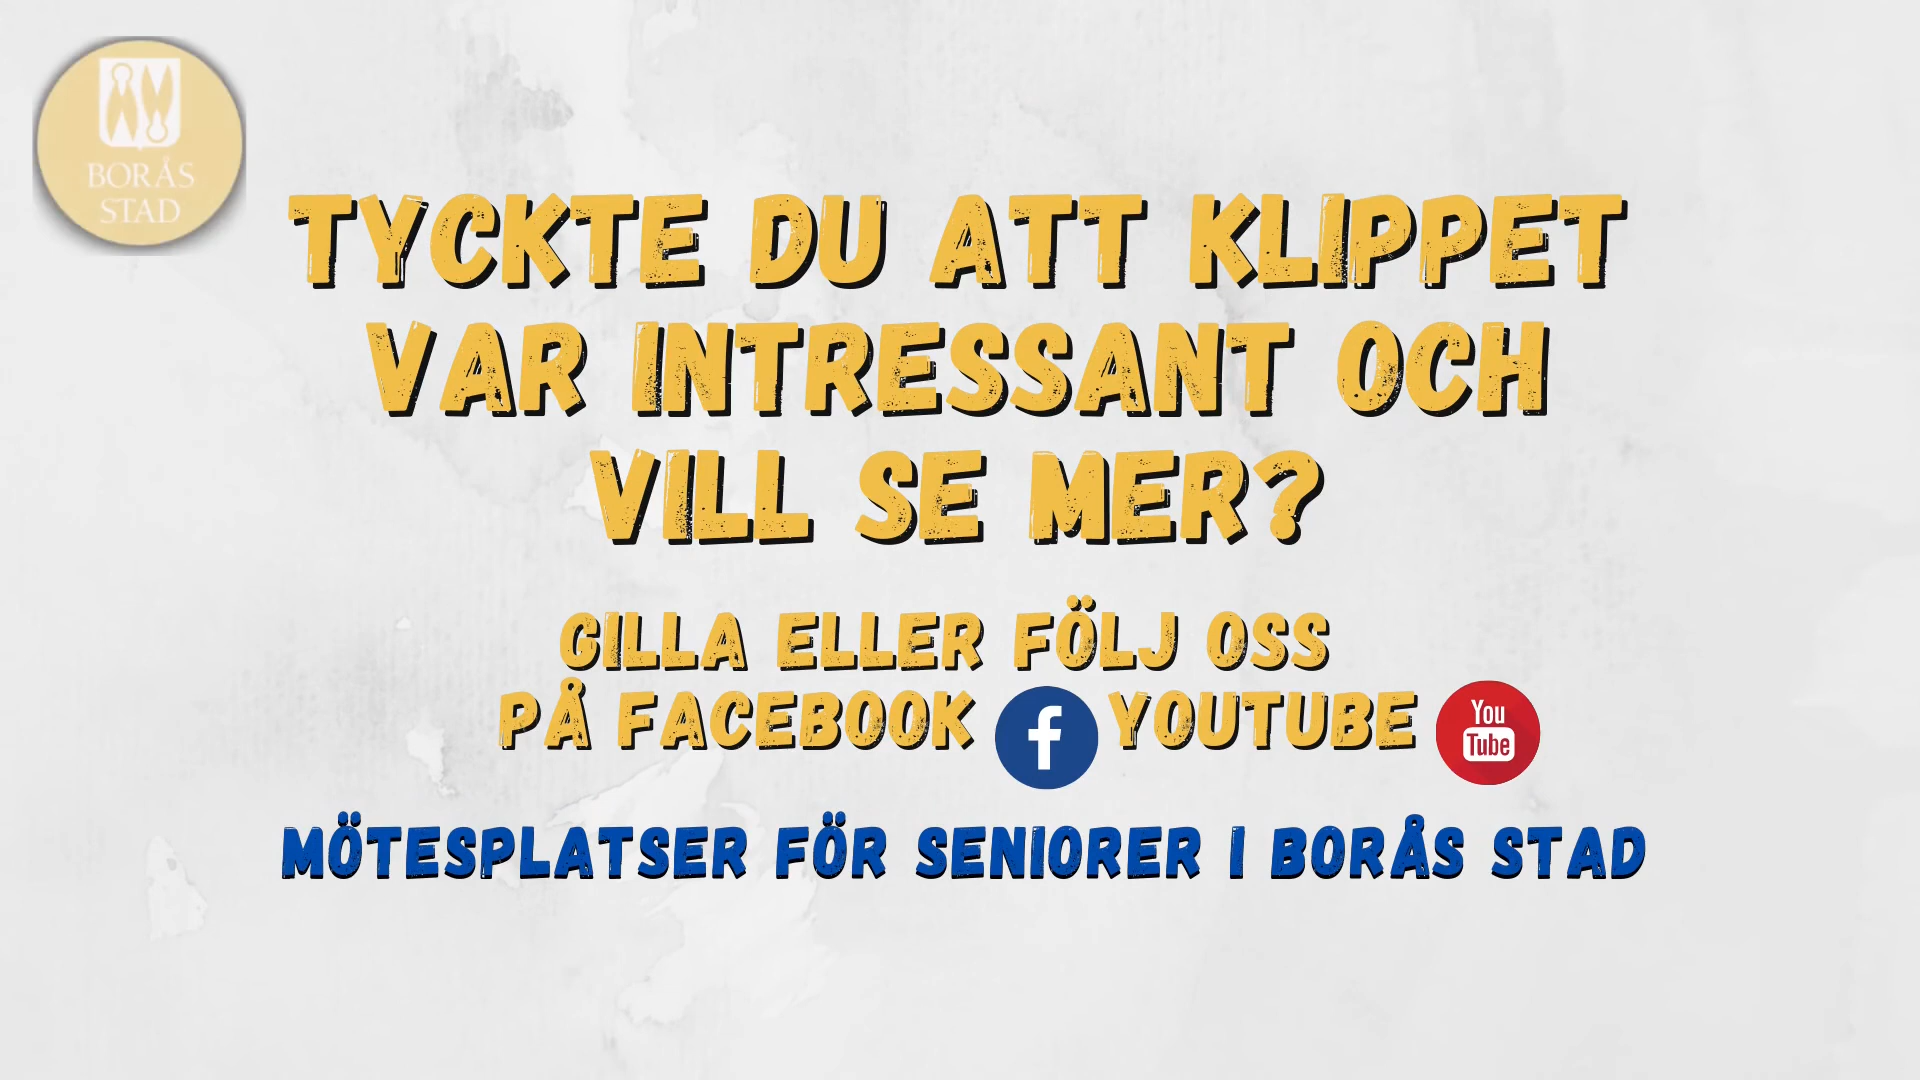 BORÅS
STAD
TYCKTE DU ATT KLIPPET
VAR INTRESSANT OCH
VILL SE MER?
GILLA ELLER FÖLJ OSS
PÅ FACEBOOK f YOUTUBE You Tube
MÖTESPLATSER FÖR SENIORER I BORÅS STAD